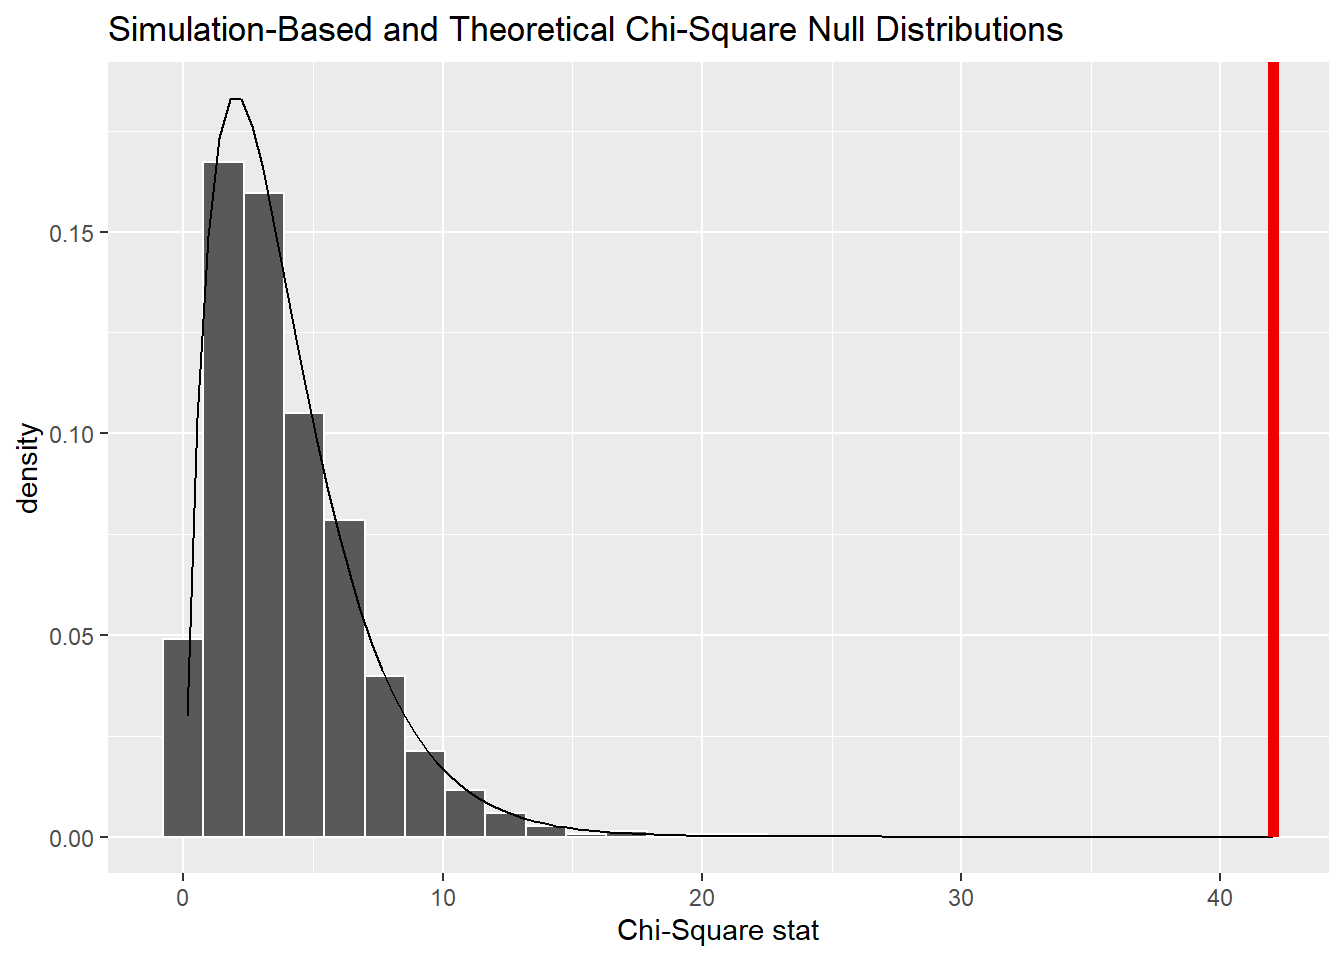 Simulation-Based and Theoretical Chi-Square Null Distributions
0.15
0.10
density
0.05
0.00
0 10 20 30 40
Chi-Square stat